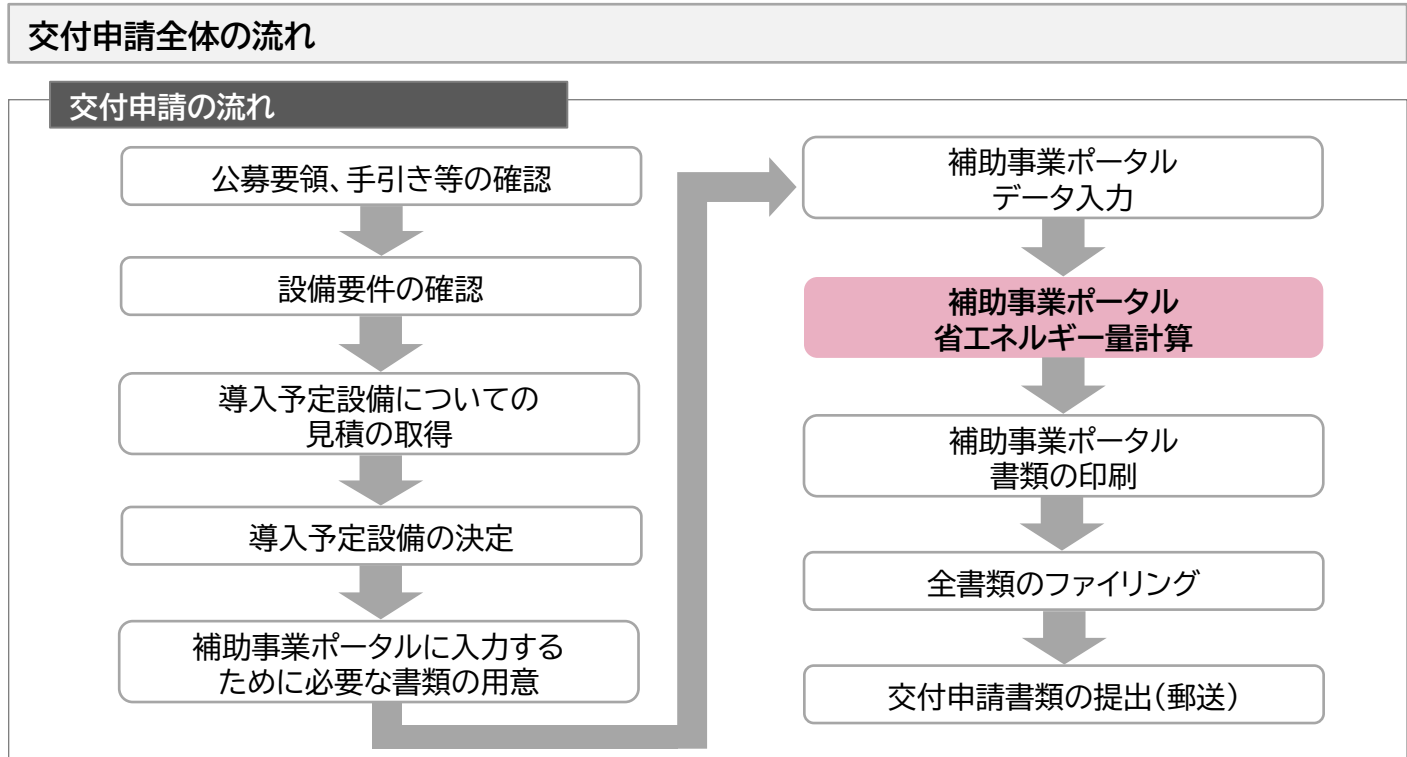 交付申請全体の流れ
交付申請の流れ
公募要領、手引き等の確認
設備要件の確認
導入予定設備についての
見積の取得
導入予定設備の決定
補助事業ポータルに入力する
ために必要な書類の用意
補助事業ポータル
データ入力
補助事業ポータル
省エネルギー量計算
補助事業ポータル
書類の印刷
全書類のファイリング
交付申請書類の提出(郵送)